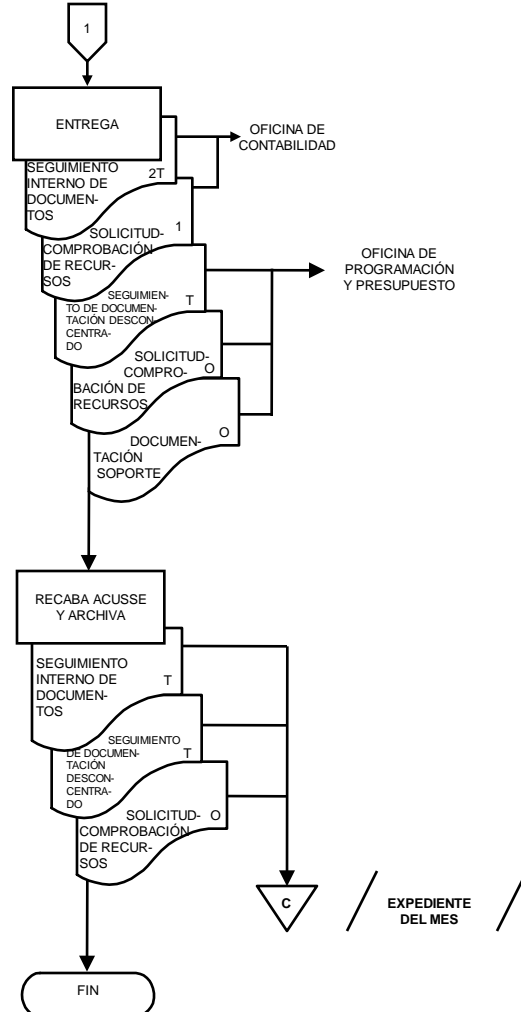 1
ENTREGA
OFICINA DE
CONTABILIDAD
SEGUIMIENTO
INTERNO DE
DOCUMEN-
TOS
2T
SOLICITUD-
COMPROBACIÓN
DE RECUR-
SOS
1
OFICINA DE
PROGRAMACIÓN
Y PRESUPUESTO
SEGUIMIEN-
TO DE DOCUMEN-
TACIÓN DESCON-
CENTRA-
DO
T
SOLICITUD-
COMPRO-
BACIÓN DE
RECURSOS
O
DOCUMEN-
TACIÓN
SOPORTE
O
RECABA ACUSSE
Y ARCHIVA
SEGUIMIENTO
INTERNO DE
DOCUMEN-
TOS
T
SEGUIMIENTO
DE DOCUMEN-
TACIÓN
DESCON-
CENTRA-
DO
T
SOLICITUD-
COMPROBACIÓN
DE RECUR-
SOS
O
C
EXPEDIENTE
DEL MES
FIN